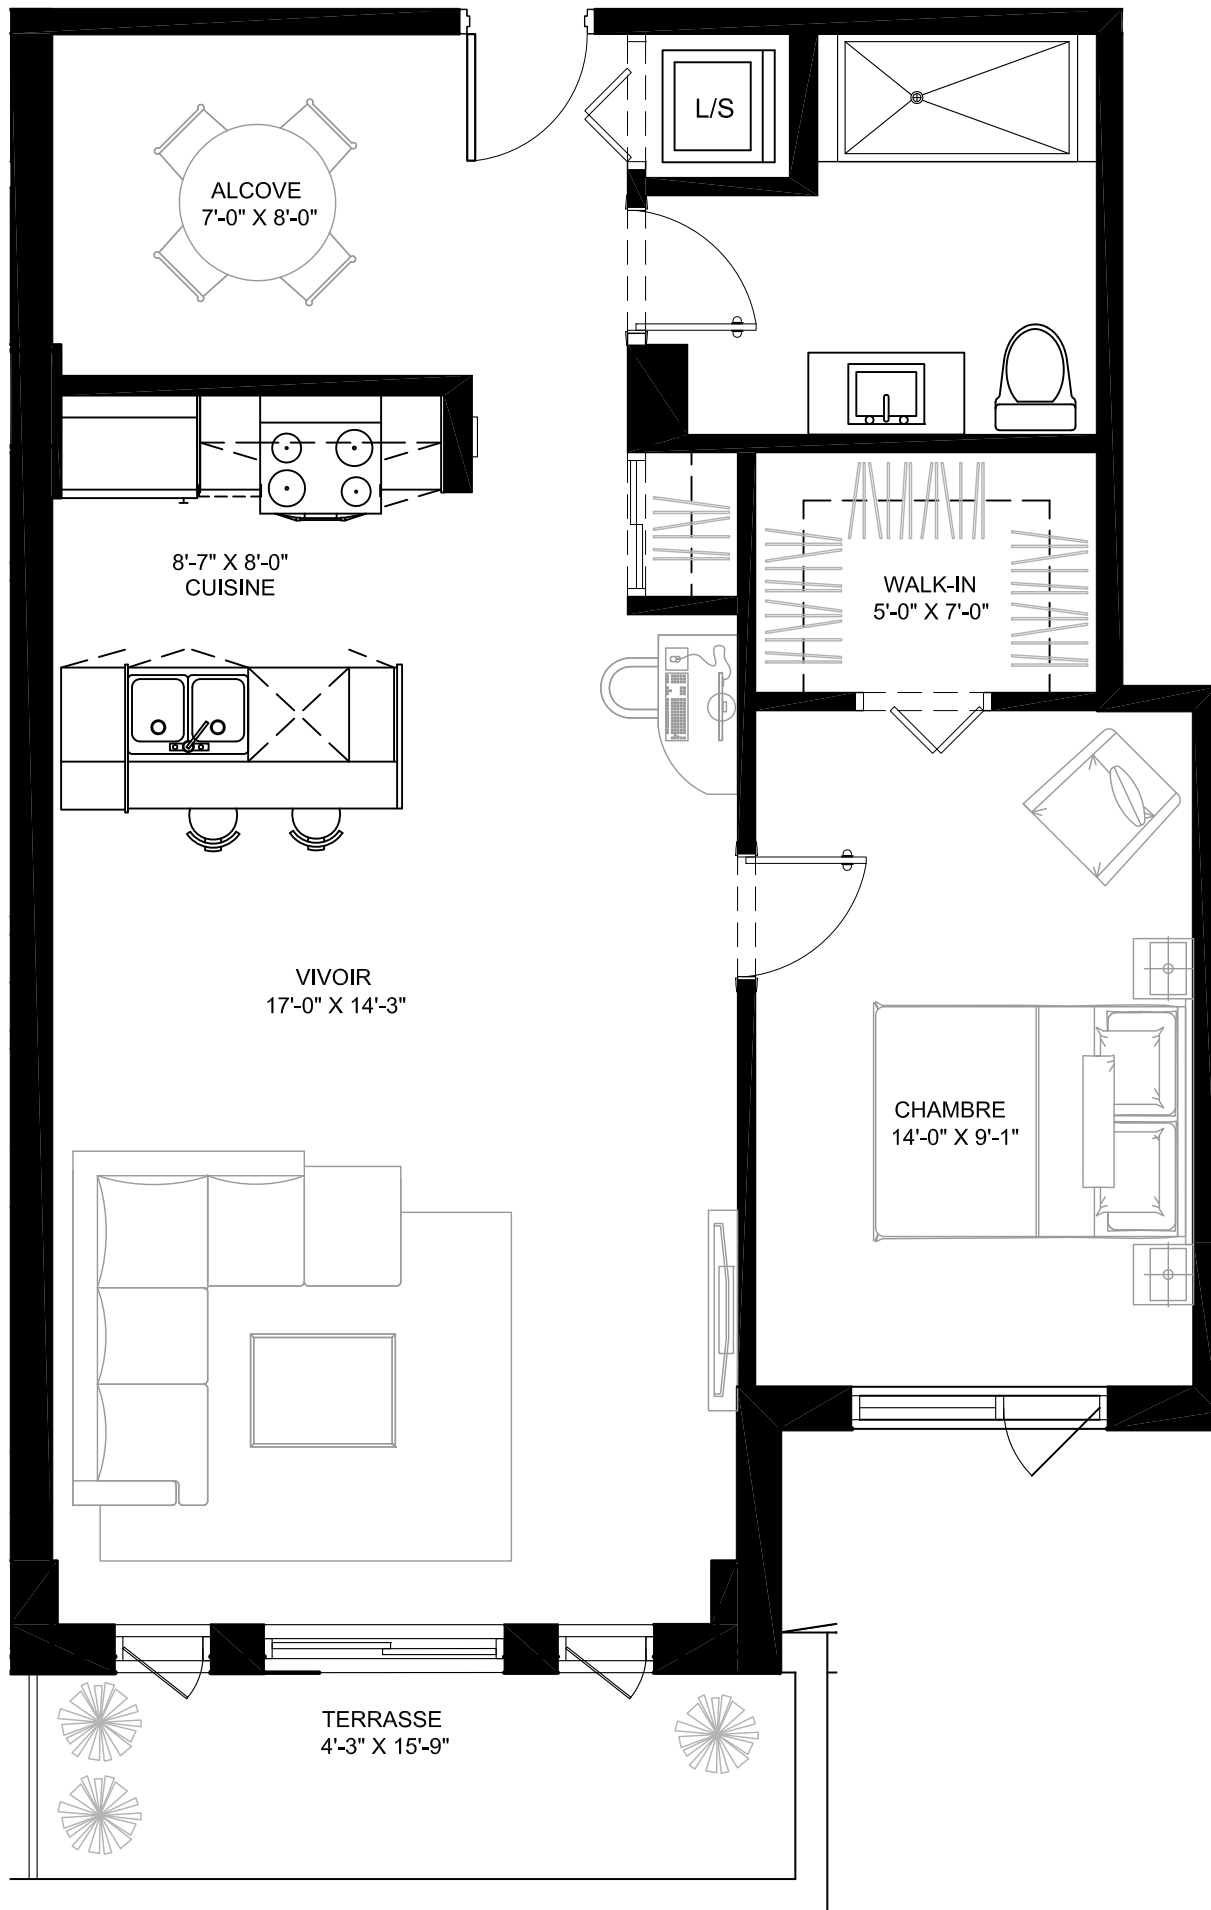 L/S
ALCOVE
7'-0" X 8'-0"
8'-7" X 8'-0"
CUISINE
WALK-IN
5'-0" X 7'-0"
VIVOIR
17'-0" X 14'-3"
CHAMBRE
14'-0" X 9'-1"
TERRASSE
4'-3" X 15'-9"